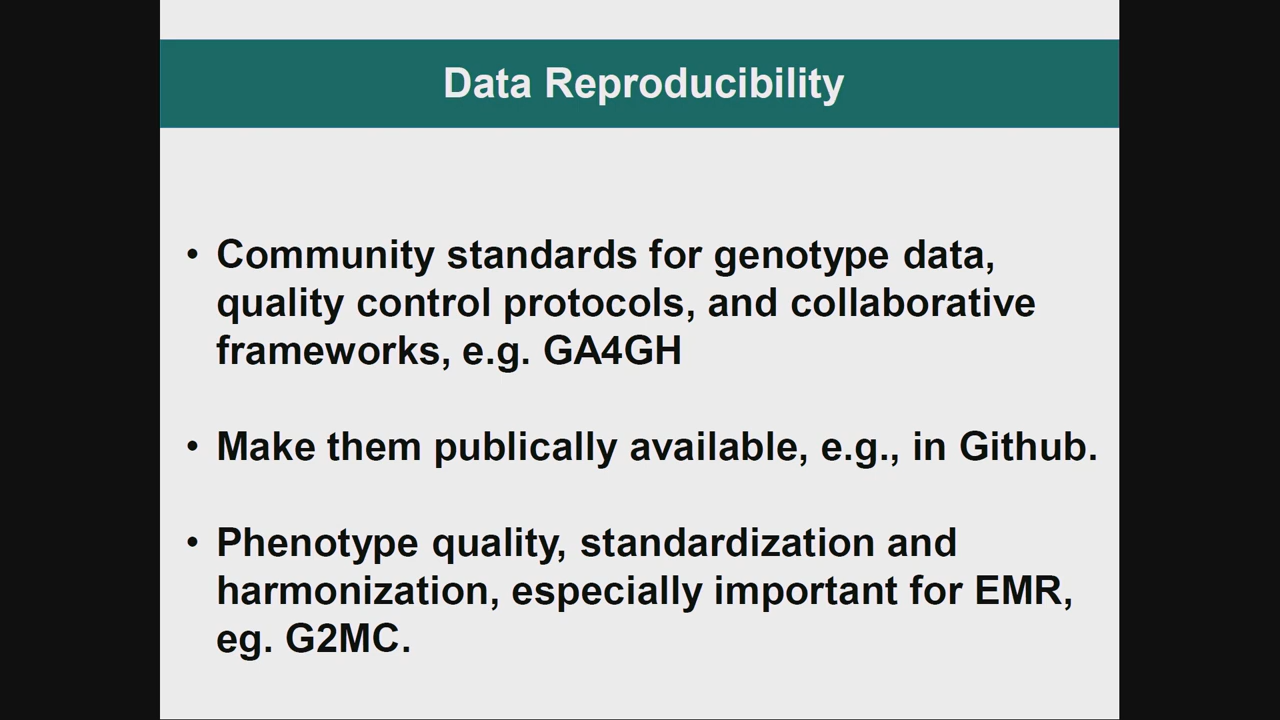 Data Reproducibility
• Community standards for genotype data,
quality control protocols, and collaborative
frameworks, e.g. GA4GH
• Make them publically available, e.g., in Github.
• Phenotype quality, standardization and
harmonization, especially important for EMR,
eg. G2MC.